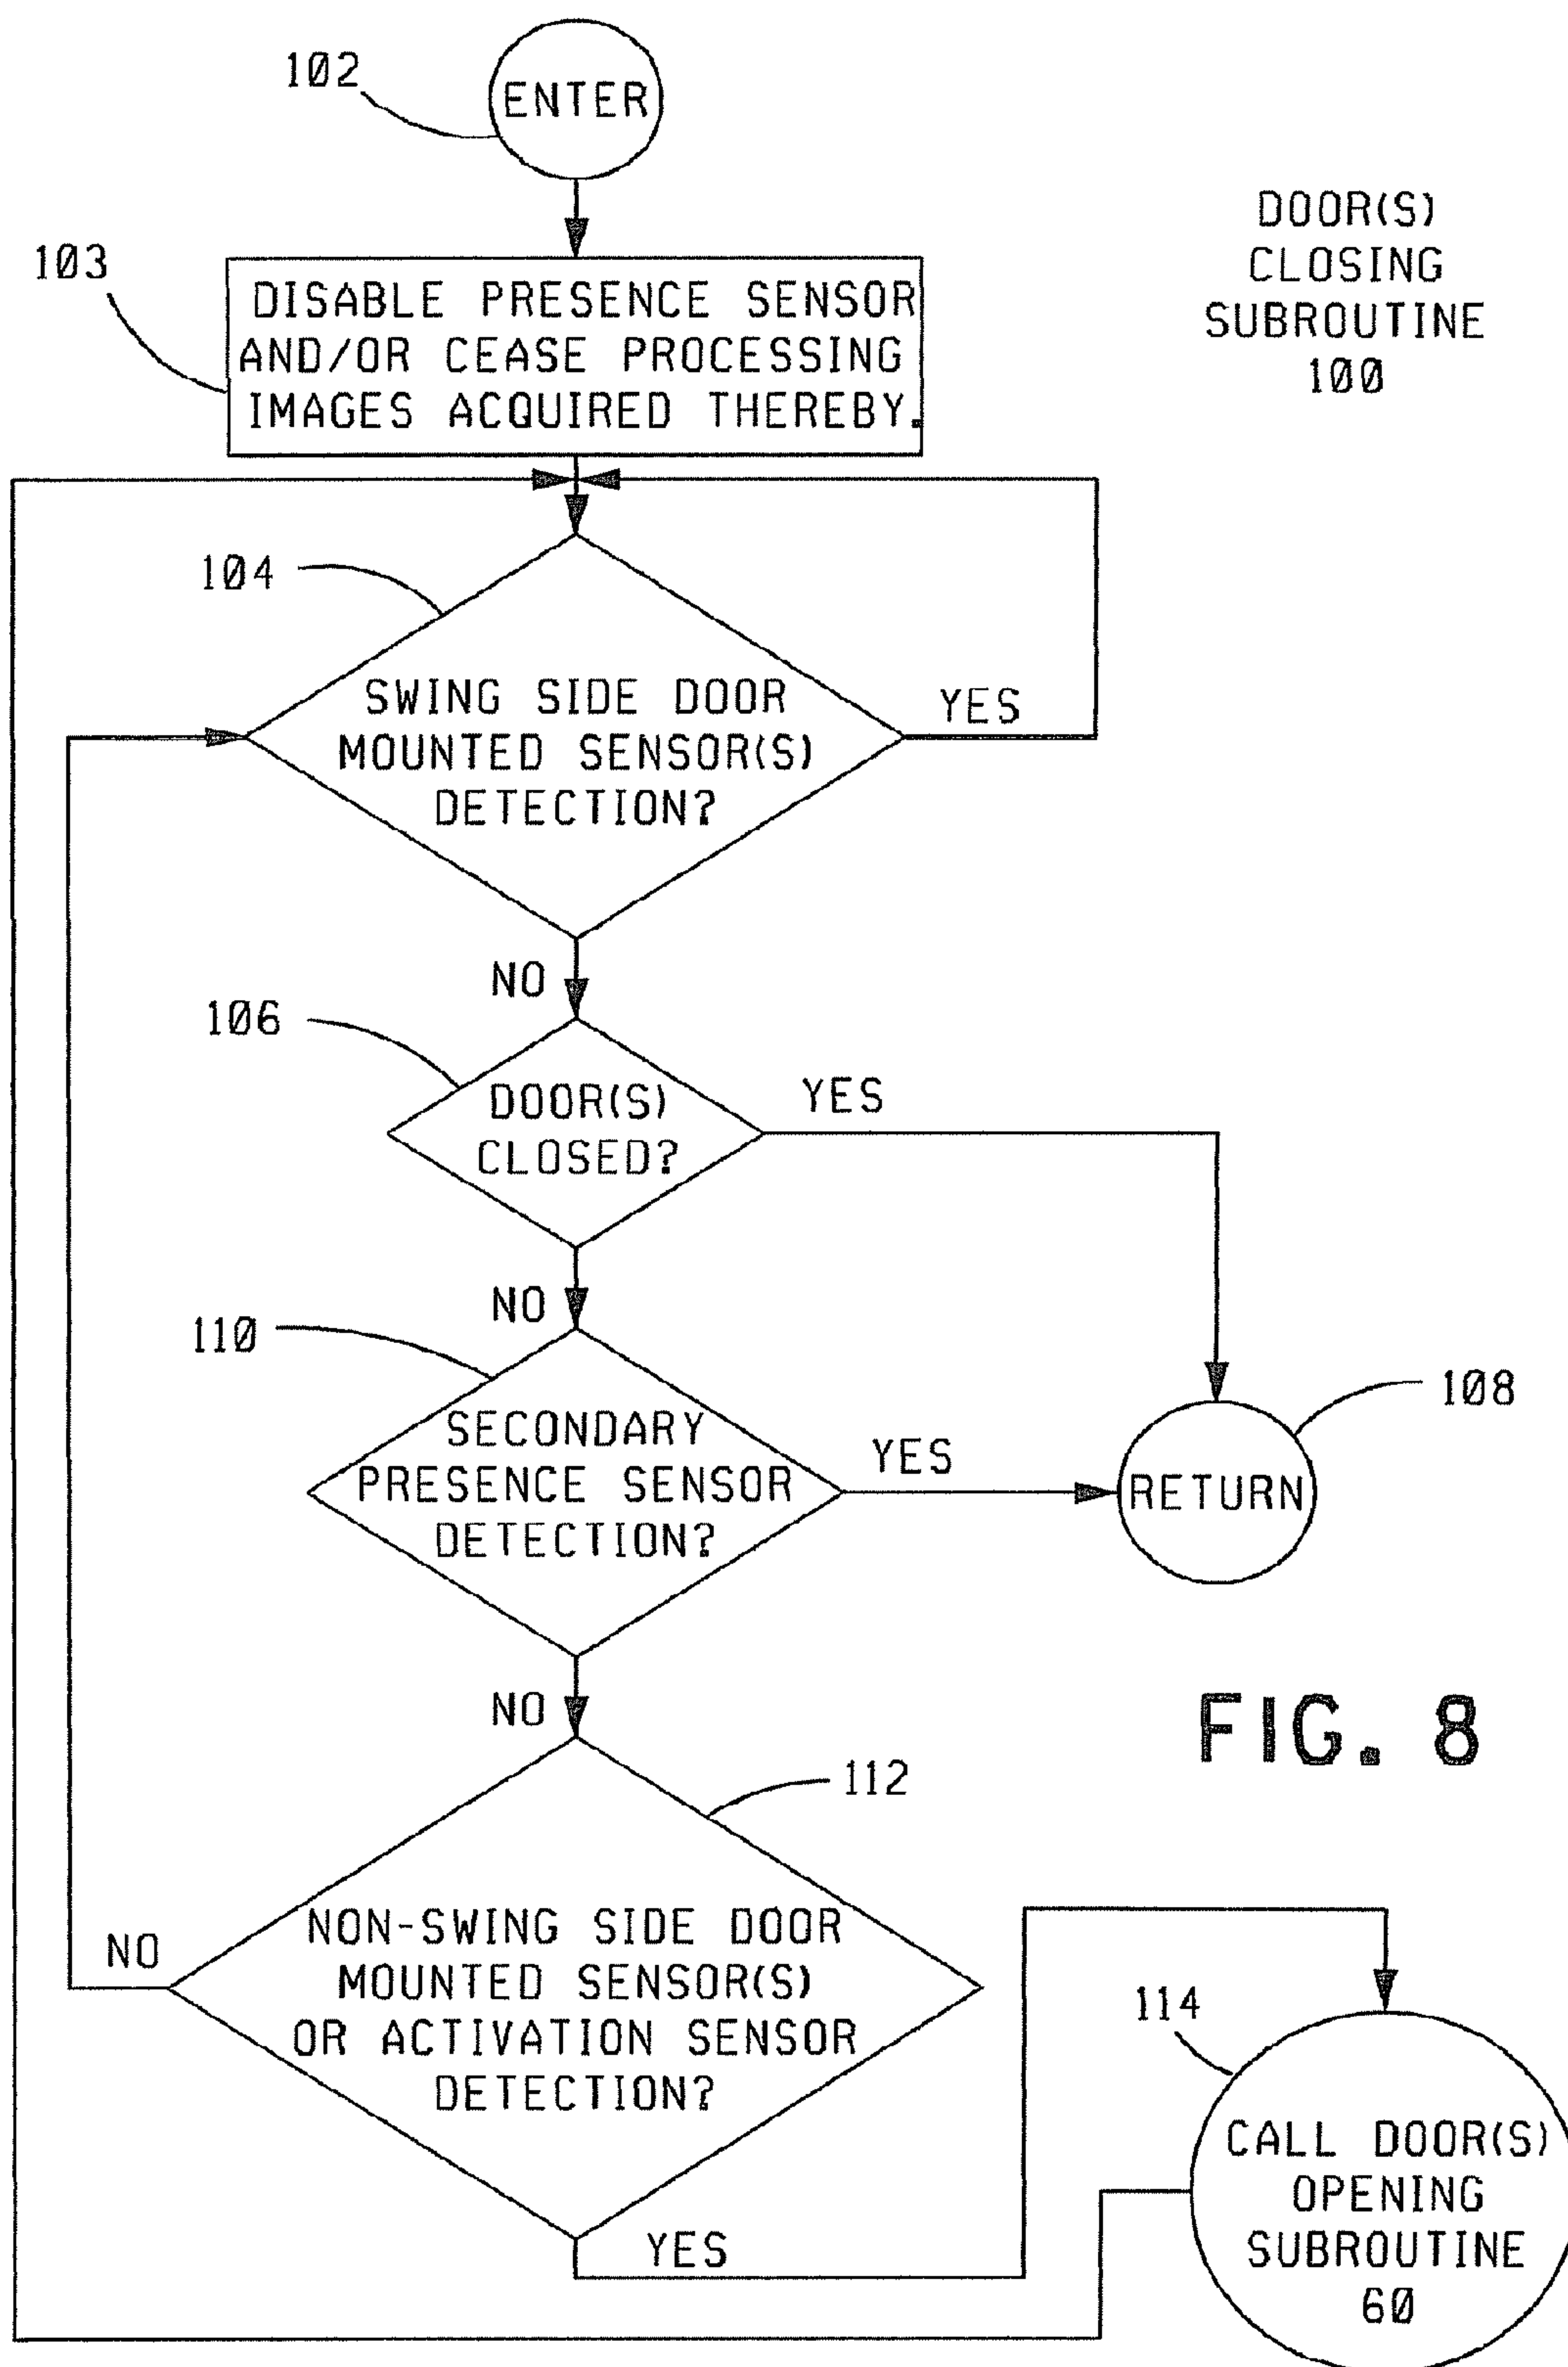 102
ENTER
DOOR(S)
CLOSING
SUBROUTINE
100
103
DISABLE PRESENCE SENSOR
AND/OR CEASE PROCESSING
IMAGES ACQUIRED THEREBY.
104
SWING SIDE DOOR
MOUNTED SENSOR(S)
DETECTION?
YES
NO
106
DOOR(S)
CLOSED?
YES
NO
110
SECONDARY
PRESENCE SENSOR
DETECTION?
YES
108
RETURN
NO
FIG. 8
112
NON-SWING SIDE DOOR
MOUNTED SENSOR(S)
OR ACTIVATION SENSOR
DETECTION?
NO
YES
114
CALL DOOR(S)
OPENING
SUBROUTINE
60